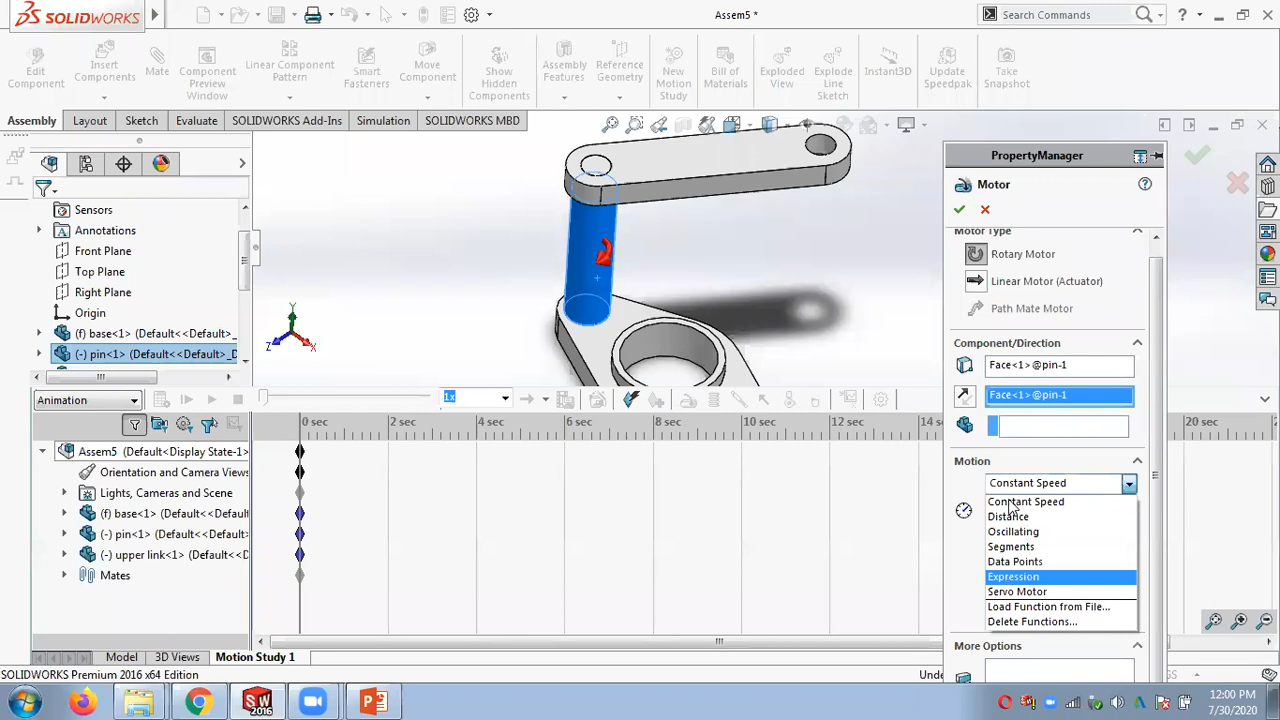 SOLIDWORKS
Assem5 *
Search Commands
Edit Component
Insert Components
Mate
Component Preview Window
Linear Component Pattern
Smart Fasteners
Move Component
Show Hidden Components
Assembly Features
Reference Geometry
New Motion Study
Bill of Materials
Exploded View
Explode Line Sketch
Instant3D
Update Speedpak
Take Snapshot
Assembly
Layout
Sketch
Evaluate
SOLIDWORKS Add-Ins
Simulation
SOLIDWORKS MBD
Sensors
Annotations
Front Plane
Top Plane
Right Plane
Origin
(f) base<1> (Default<<Default>_
(-) pin<1> (Default<<Default>_D
Y
Z
X
PropertyManager
Motor
Motor Type
Rotary Motor
Linear Motor (Actuator)
Path Mate Motor
Component/Direction
Face<1>@pin-1
Face<1>@pin-1
Motion
Constant Speed
Constant Speed
Distance
Oscillating
Segments
Data Points
Expression
Servo Motor
Load Function from File...
Delete Functions...
More Options
Animation
1x
0 sec
2 sec
4 sec
6 sec
8 sec
10 sec
12 sec
14 sec
20 sec
Assem5 (Default<Display State-1>
Orientation and Camera Views
Lights, Cameras and Scene
(f) base<1> (Default<<Default>
(-) pin<1> (Default<<Default>_
(-) upper link<1> (Default<<De
Mates
Model
3D Views
Motion Study 1
SOLIDWORKS Premium 2016 x64 Edition
Unde
12:00 PM
7/30/2020
SW
2016